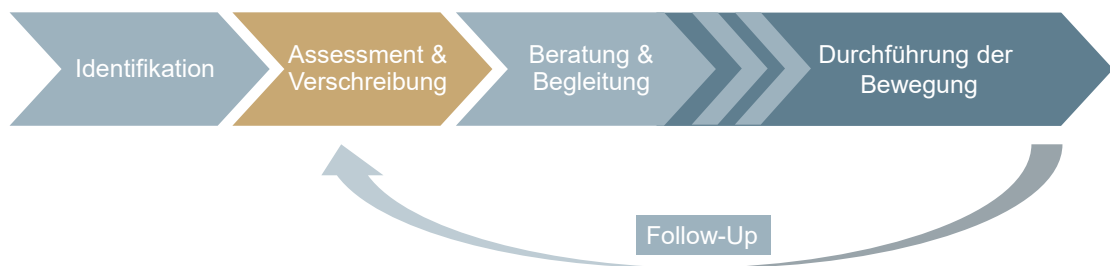 Identifikation
Assessment &
Verschreibung
Beratung &
Begleitung
Durchführung der
Bewegung
Follow-Up